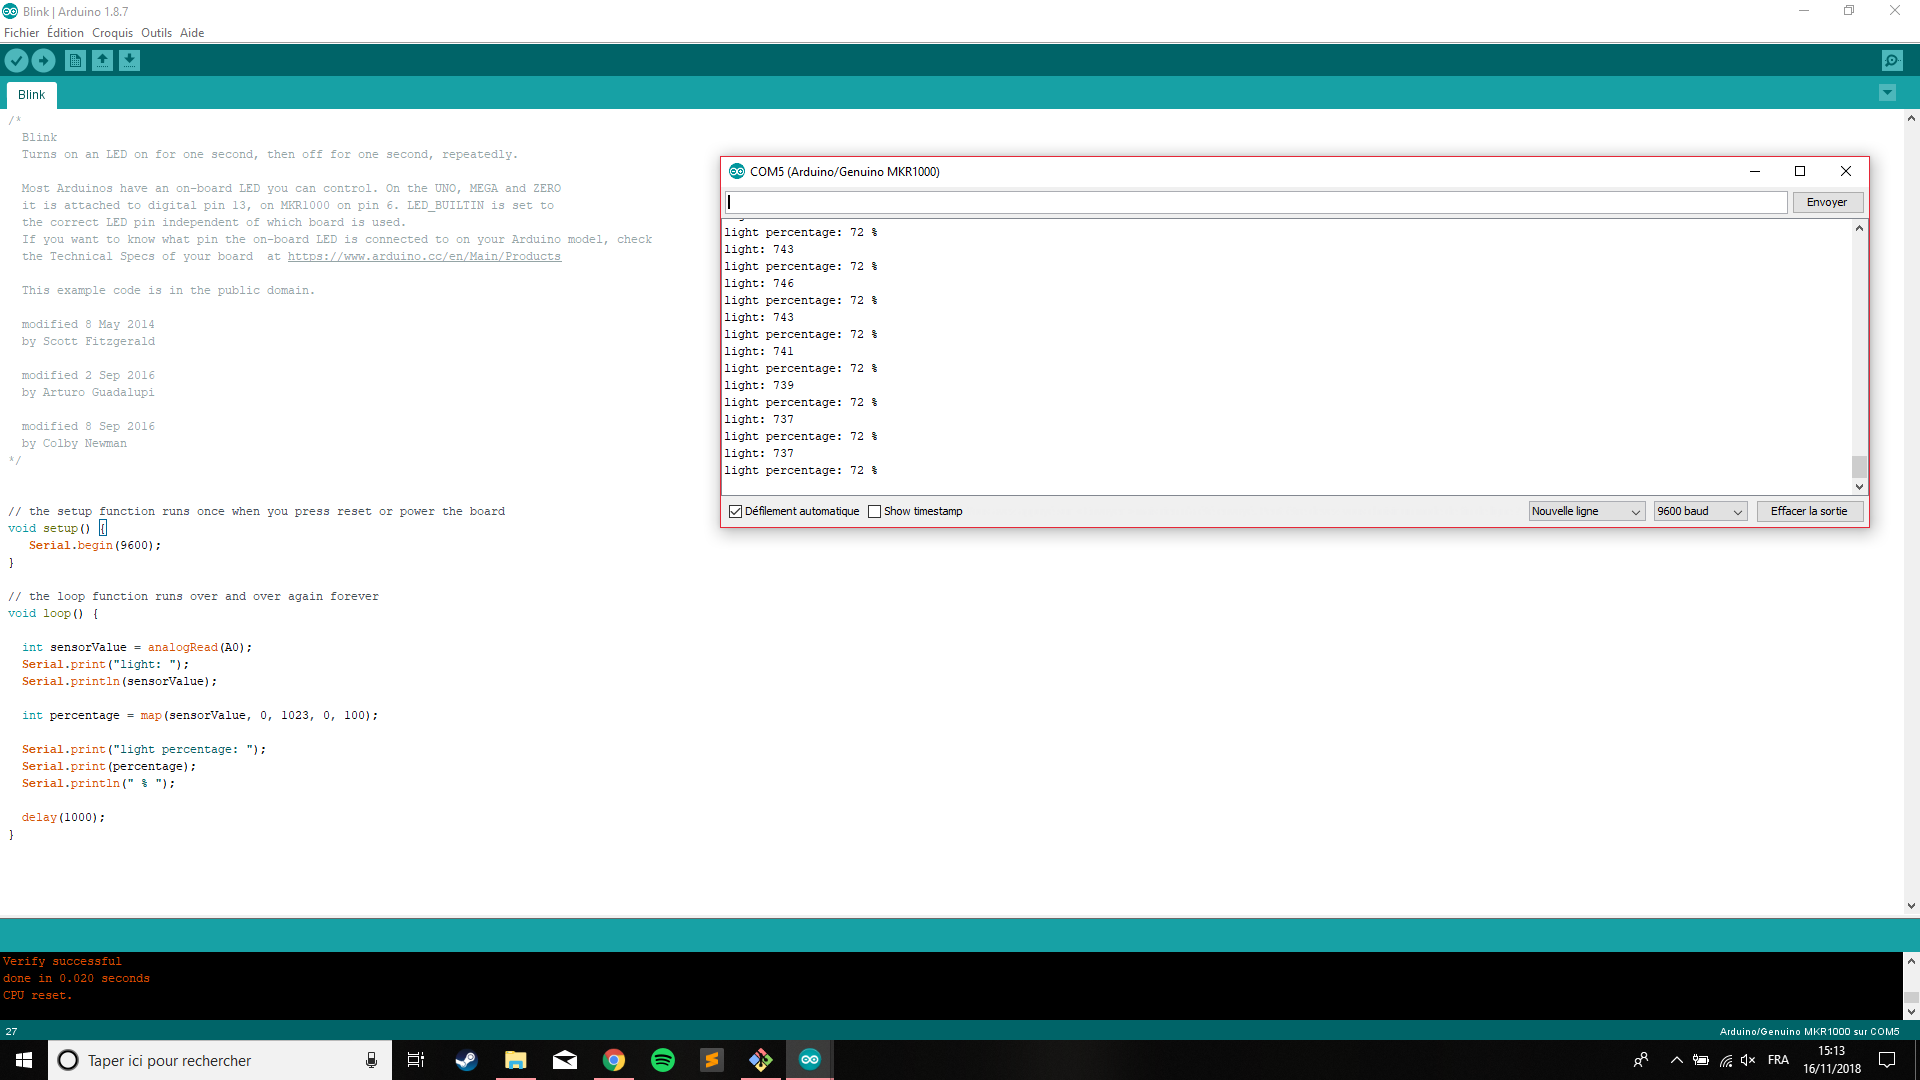 Blink | Arduino 1.8.7
Fichier Édition Croquis Outils Aide
Blink
/*
Blink
Turns on an LED on for one second, then off for one second, repeatedly.
Most Arduinos have an on-board LED you can control. On the UNO, MEGA and ZERO
it is attached to digital pin 13, on MKR1000 on pin 6. LED_BUILTIN is set to
the correct LED pin independent of which board is used.
If you want to know what pin the on-board LED is connected to on your Arduino model, check
the Technical Specs of your board  at https://www.arduino.cc/en/Main/Products
This example code is in the public domain.
modified 8 May 2014
by Scott Fitzgerald
modified 2 Sep 2016
by Arturo Guadalupi
modified 8 Sep 2016
by Colby Newman
*/
// the setup function runs once when you press reset or power the board
void setup() {
Serial.begin(9600);
}
// the loop function runs over and over again forever
void loop() {
int sensorValue = analogRead(A0);
Serial.print("light: ");
Serial.println(sensorValue);
int percentage = map(sensorValue, 0, 1023, 0, 100);
Serial.print("light percentage: ");
Serial.print(percentage);
Serial.println(" % ");
delay(1000);
}
COM5 (Arduino/Genuino MKR1000)
Envoyer
light percentage: 72 %
light: 743
light percentage: 72 %
light: 746
light percentage: 72 %
light: 743
light percentage: 72 %
light: 741
light percentage: 72 %
light: 739
light percentage: 72 %
light: 737
light percentage: 72 %
light: 737
light percentage: 72 %
Défilement automatique Show timestamp Nouvelle ligne 9600 baud Effacer la sortie
Verify successful
done in 0.020 seconds
CPU reset.
27 Arduino/Genuino MKR1000 sur COM5
Taper ici pour rechercher
FRA
15:13
16/11/2018